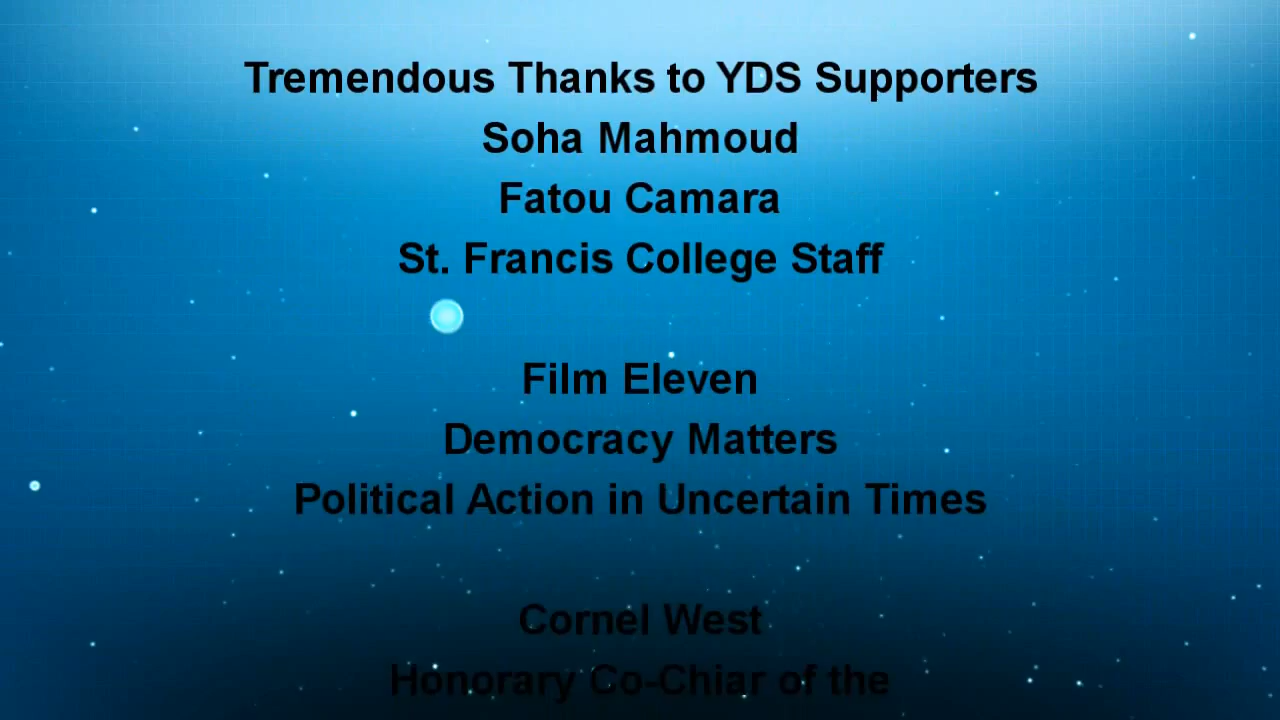 Tremendous Thanks to YDS Supporters
Soha Mahmoud
Fatou Camara
St. Francis College Staff
Film Eleven
Democracy Matters
Political Action in Uncertain Times
Cornel West
Honorary Co-Chiar of the